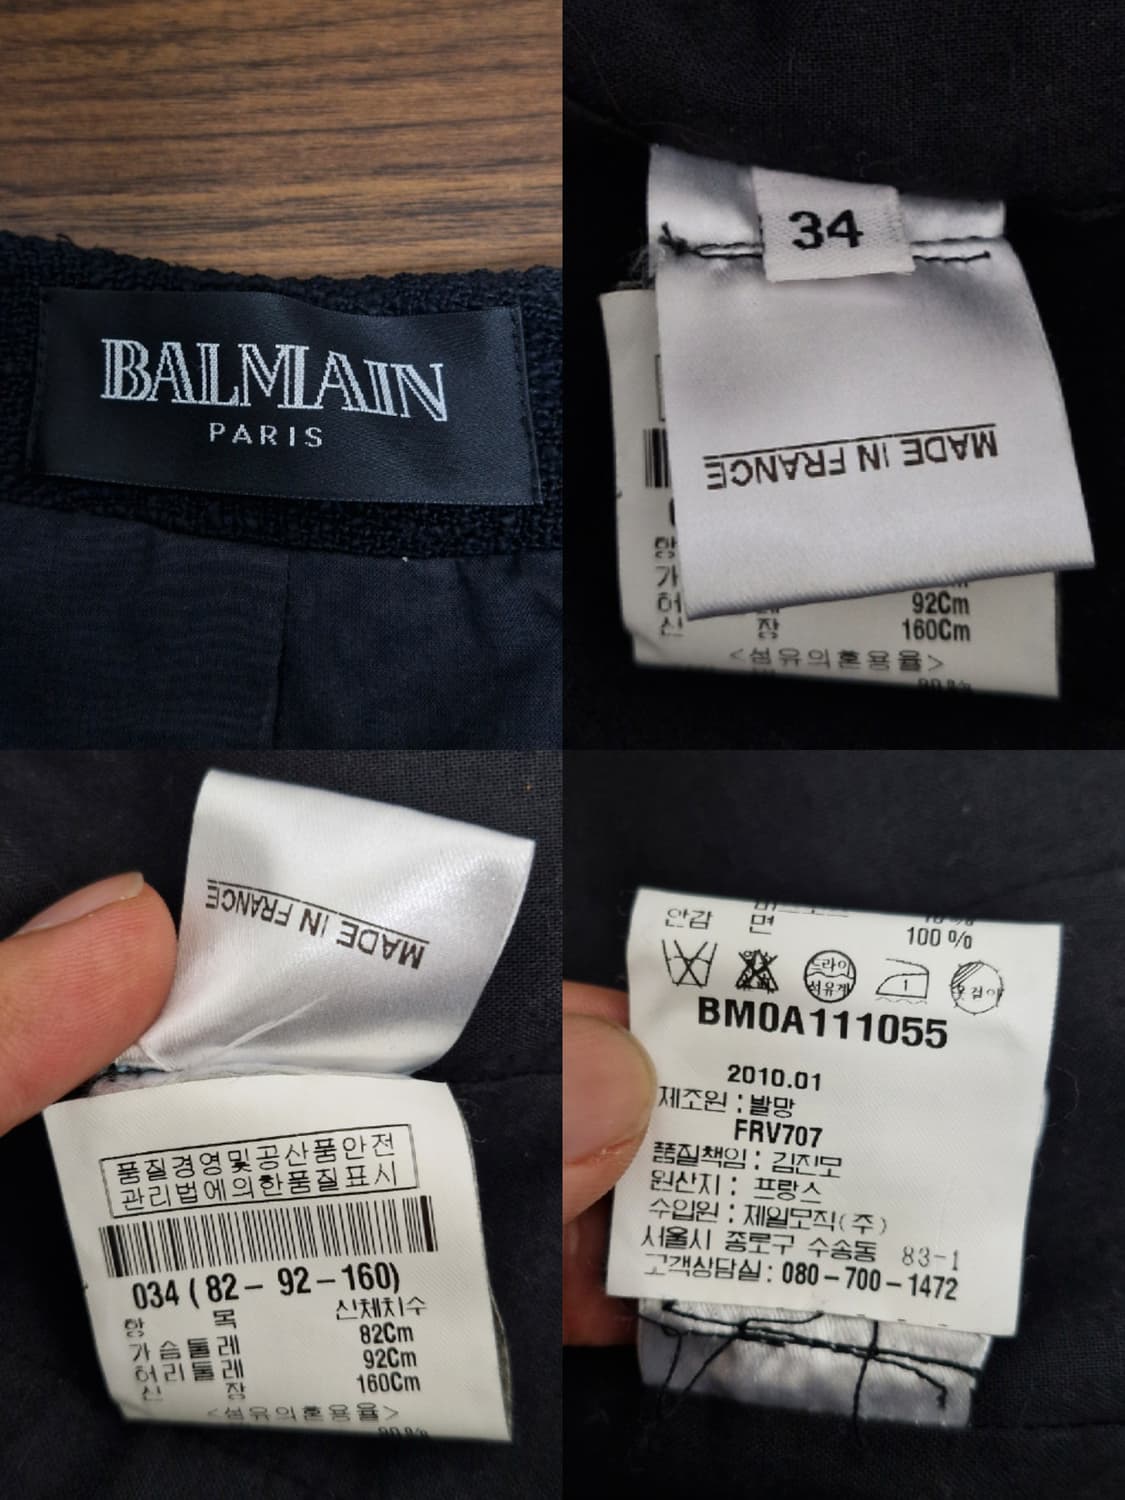 BALMAIN
PARIS
34
MADE IN FRANCE
92Cm
장 160Cm
<섬유의혼용율>
MADE IN FRANCE
품질경영및공산품안전
관리법에의한품질표시
034 ( 82 - 92 - 160)
항 목 신체치수
가슴둘레 82Cm
허리둘레 92Cm
신 장 160Cm
<섬유의혼용율>
안감 면 100 %
드라이
석유계
1
옷걸이
BM0A111055
2010.01
제조원 : 발망
FRV707
품질책임 : 김진모
원산지 : 프랑스
수입원 : 제일모직(주)
서울시 종로구 수송동 83-1
고객상담실 : 080-700-1472